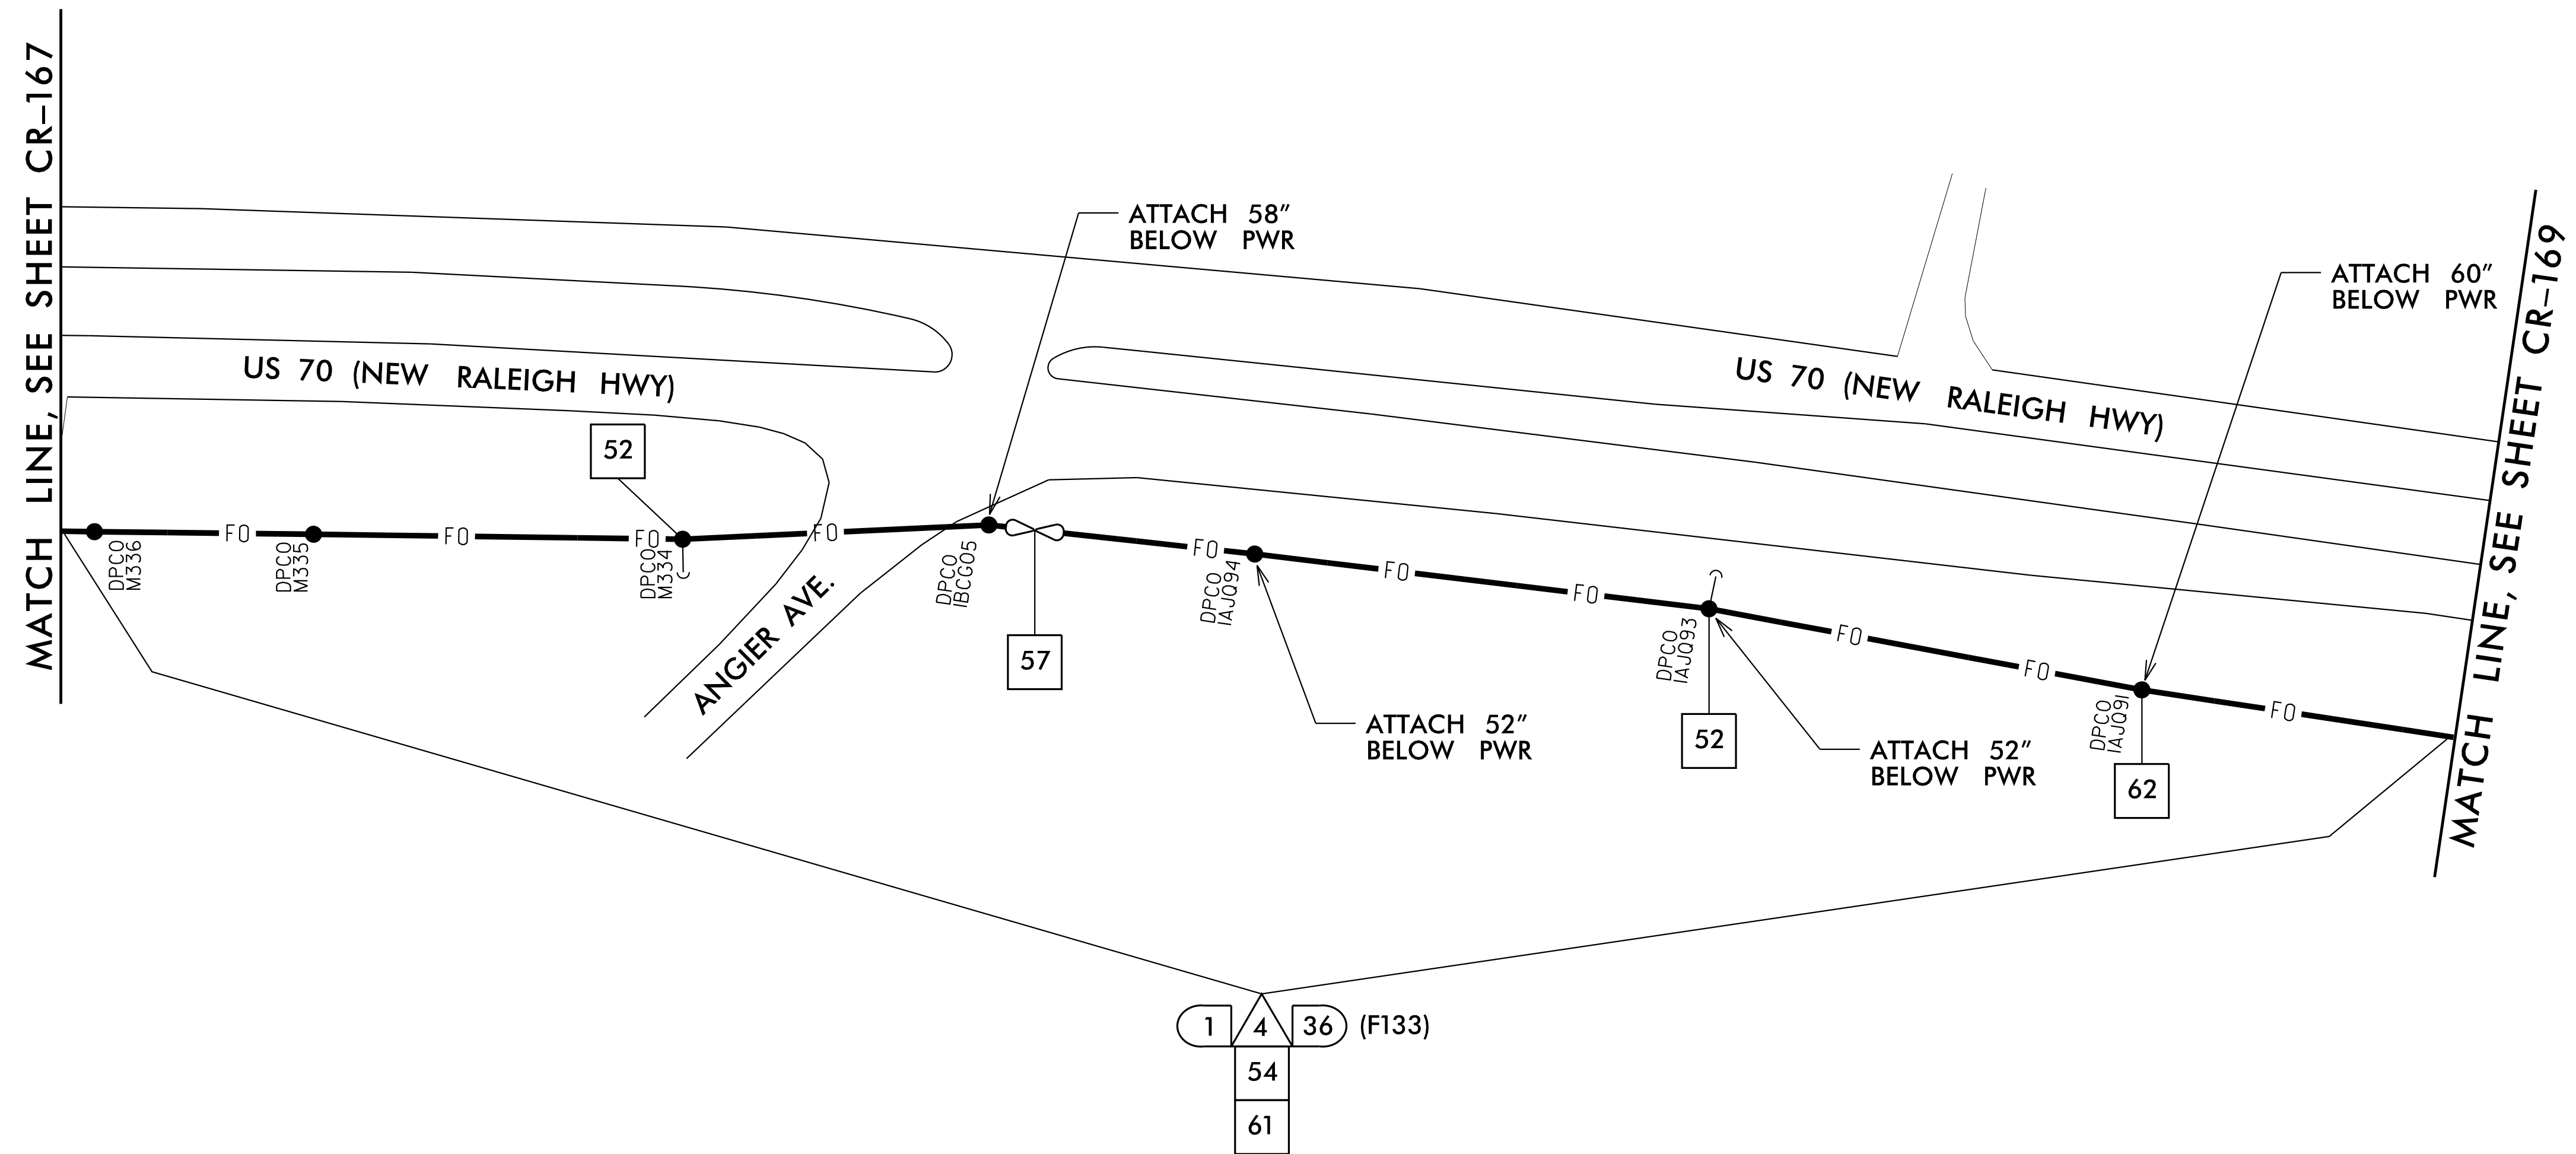 MATCH LINE, SEE SHEET CR-167
ATTACH 58"
BELOW PWR
ATTACH 60"
BELOW PWR
US 70 (NEW RALEIGH HWY)
US 70 (NEW RALEIGH HWY)
52
FO
FO
FO
FO
FO
FO
FO
FO
FO
FO
DPCO
M336
DPCO
M335
DPCO
M334
DPCO
IBCG05
DPCO
IAJQ94
DPCO
IAJQ93
DPCO
IAJQ91
ANGIER AVE.
57
ATTACH 52"
BELOW PWR
52
ATTACH 52"
BELOW PWR
62
MATCH LINE, SEE SHEET CR-169
1 4 36 (F133)
54
61